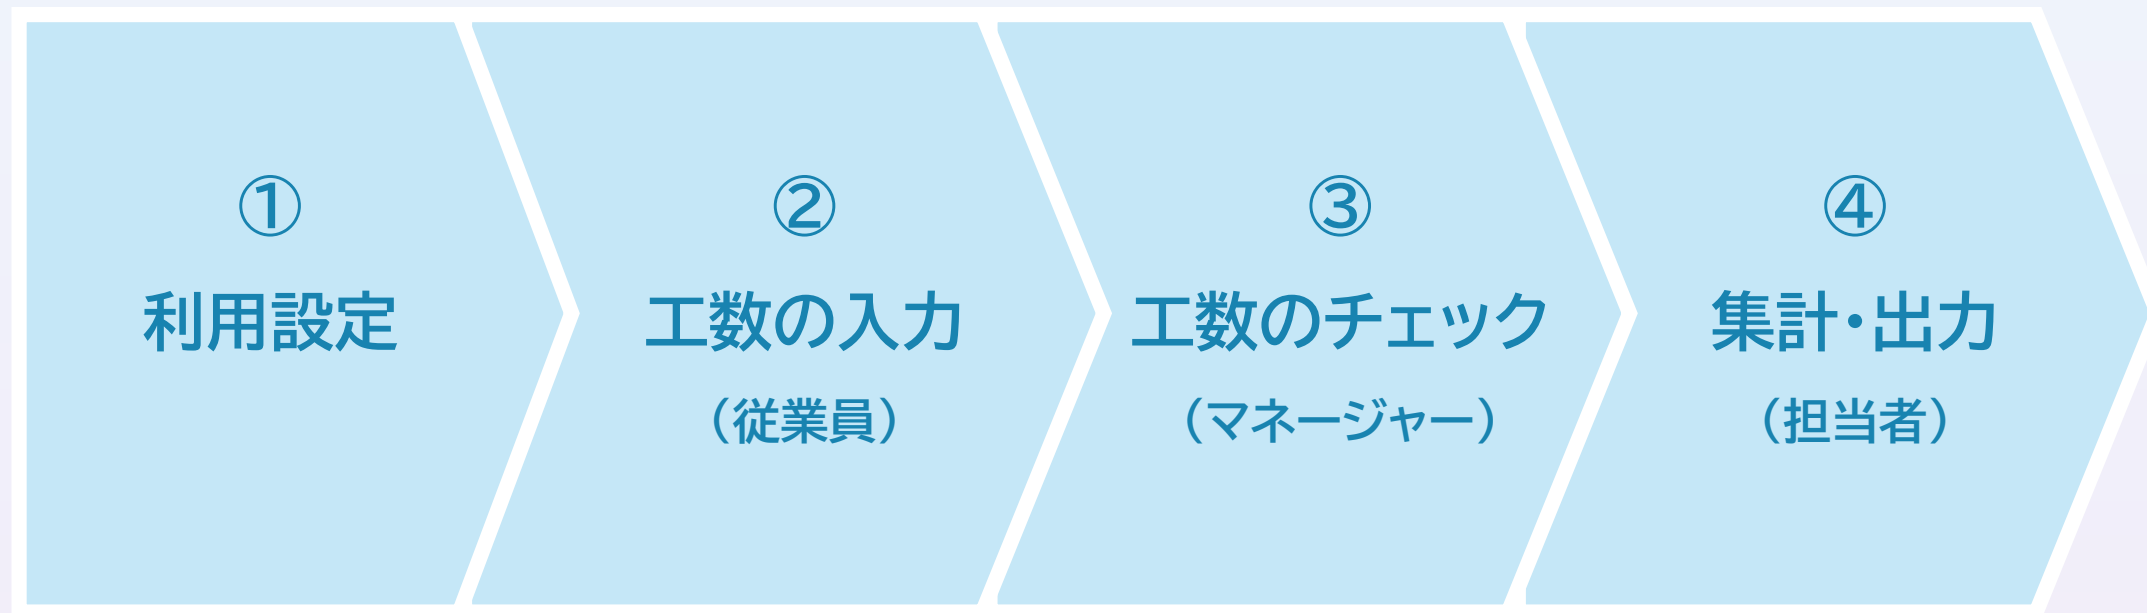 ①
利用設定
②
工数の入力
（従業員）
③
工数のチェック
（マネージャー）
④
集計・出力
（担当者）